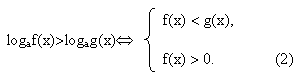 f(x) < g(x),
logₐf(x)>logₐg(x)⇔ {
f(x) > 0. (2)